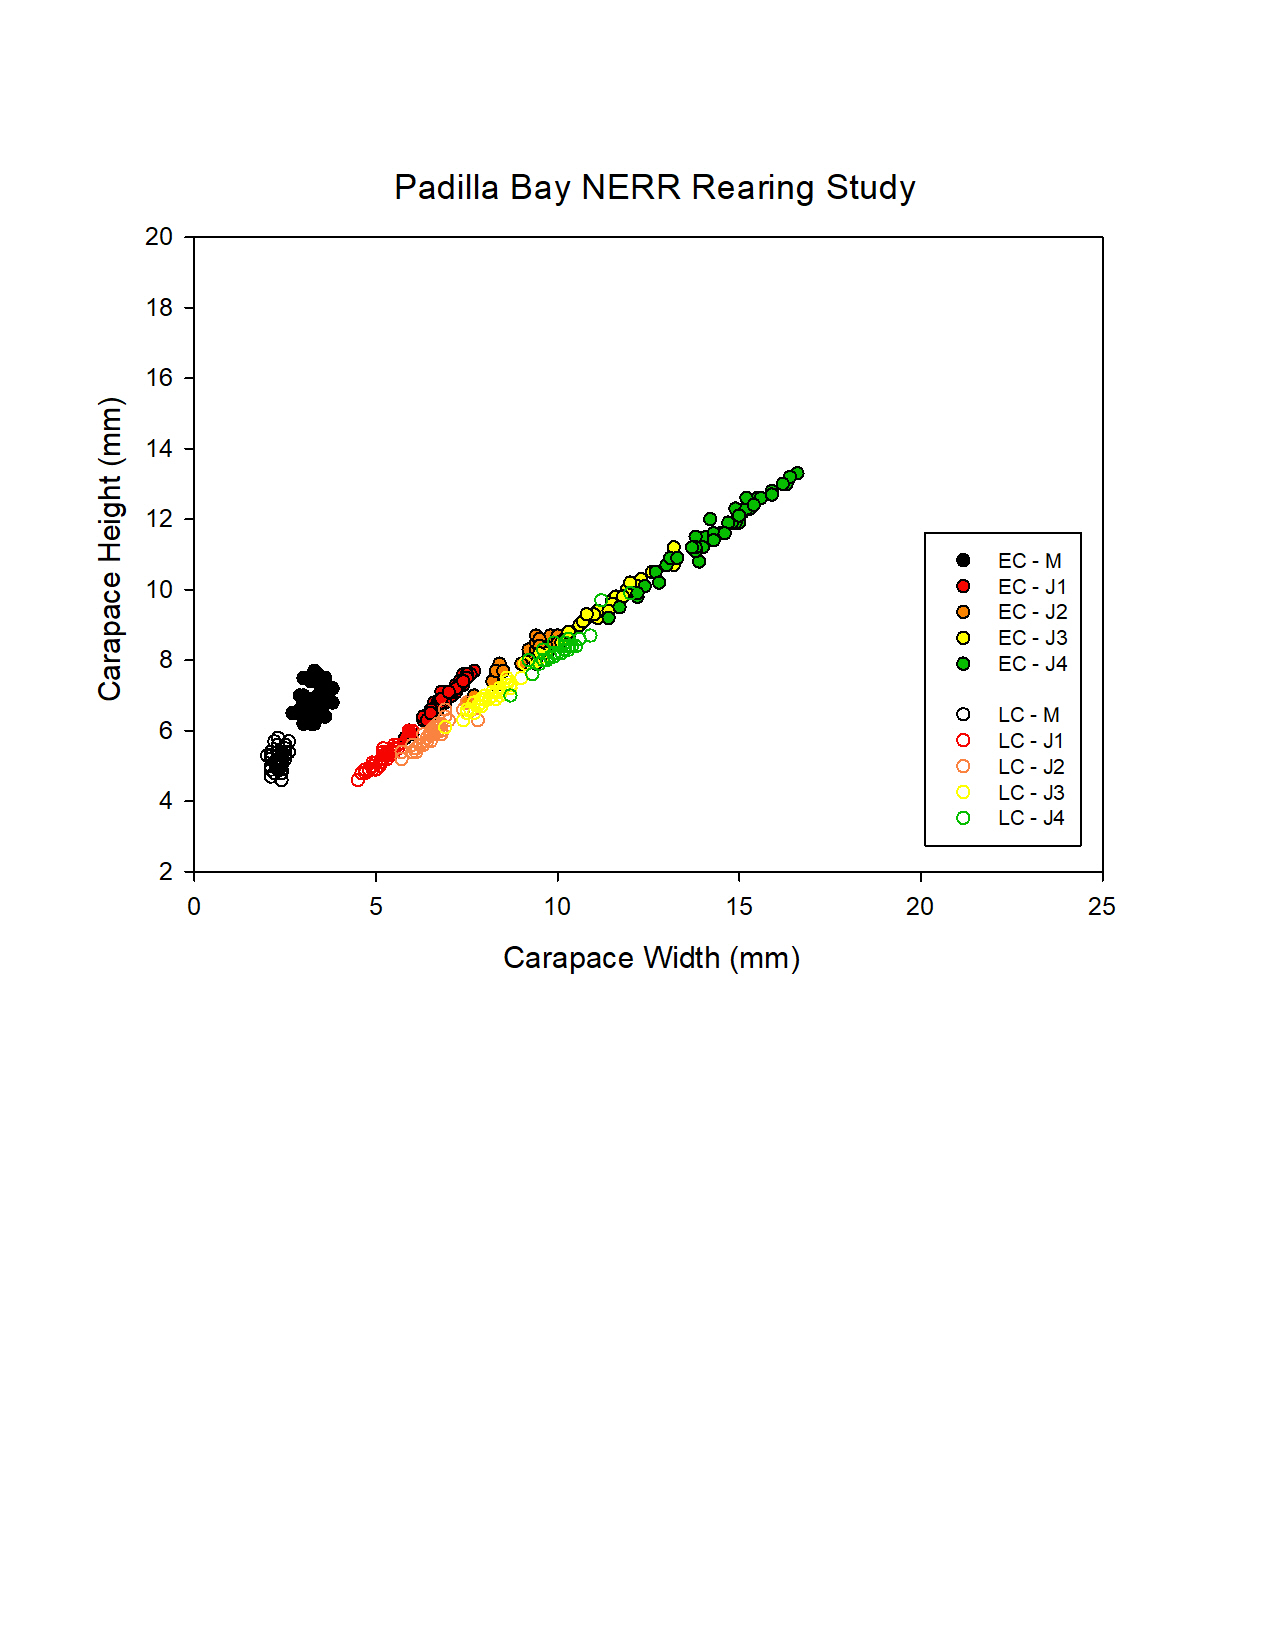 Padilla Bay NERR Rearing Study
20
18
16
14
12
10
8
6
4
2
Carapace Height (mm)
EC - M
EC - J1
EC - J2
EC - J3
EC - J4
LC - M
LC - J1
LC - J2
LC - J3
LC - J4
0 5 10 15 20 25
Carapace Width (mm)